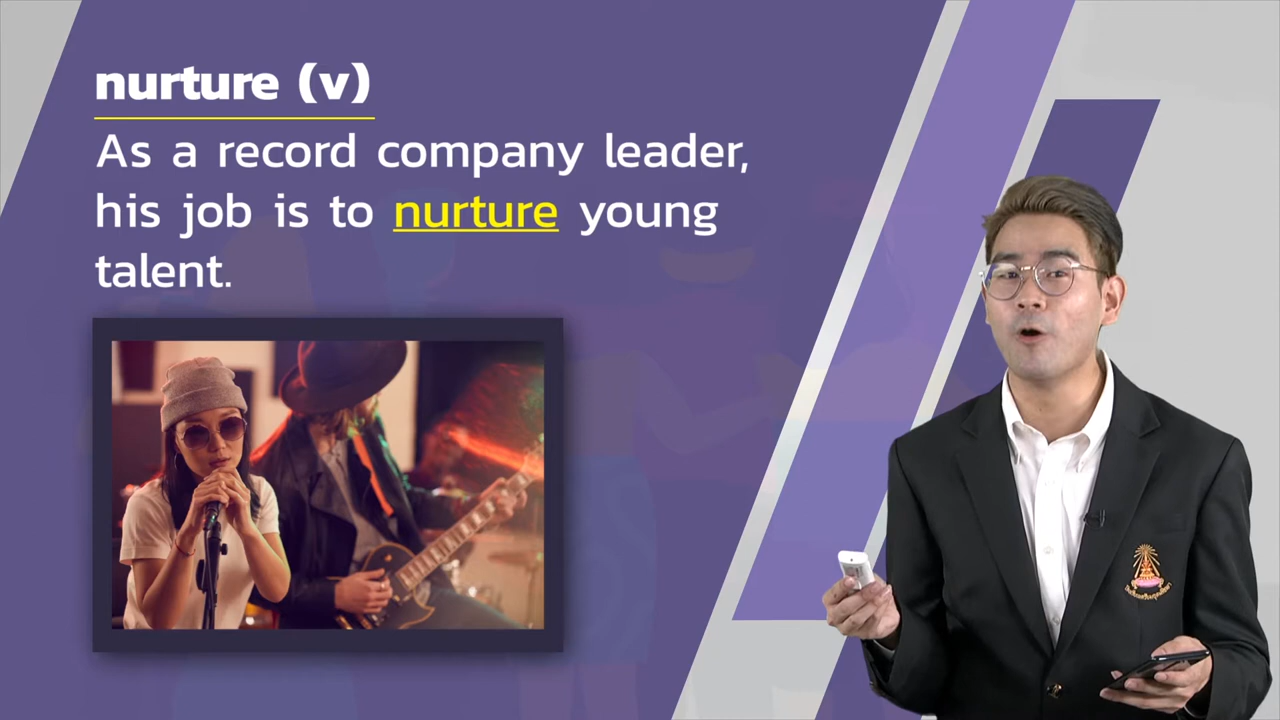 nurture (v)
As a record company leader,
his job is to nurture young
talent.